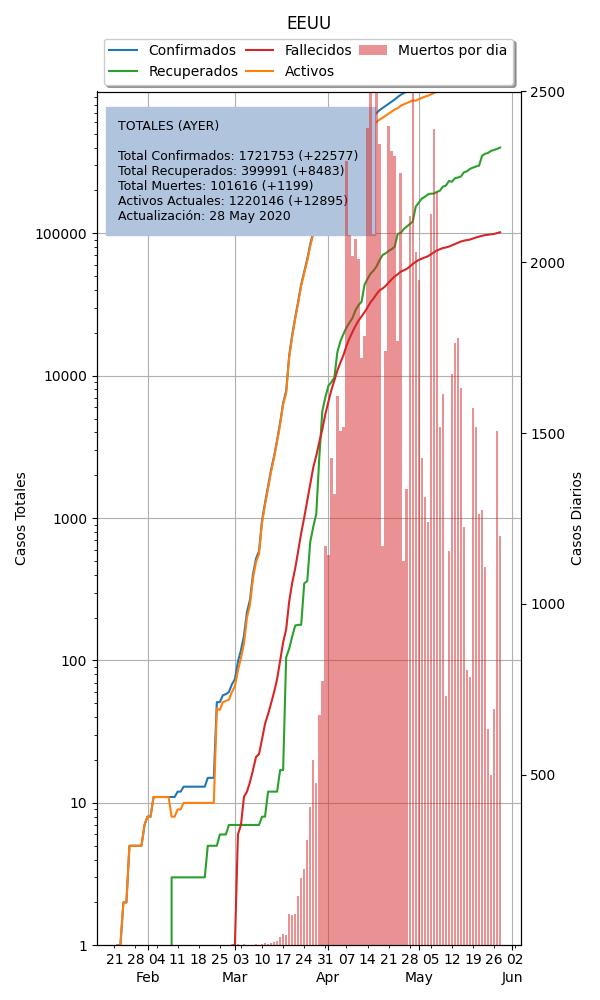 EEUU
Confirmados Fallecidos Muertos por dia
Recuperados Activos
TOTALES (AYER)
Total Confirmados: 1721753 (+22577)
Total Recuperados: 399991 (+8483)
Total Muertes: 101616 (+1199)
Activos Actuales: 1220146 (+12895)
Actualización: 28 May 2020
Casos Totales
100000
10000
1000
100
10
1
2500
2000
1500
1000
500
Casos Diarios
21 28 04 11 18 25 03 10 17 24 31 07 14 21 28 05 12 19 26 02
Feb Mar Apr May Jun